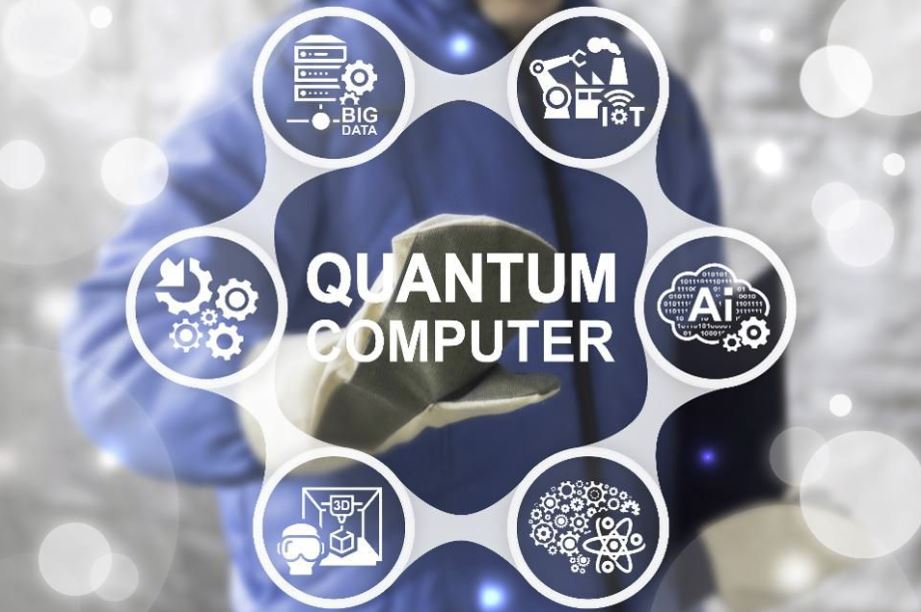 BIG
DATA
IoT
QUANTUM
COMPUTER
Ai
3D